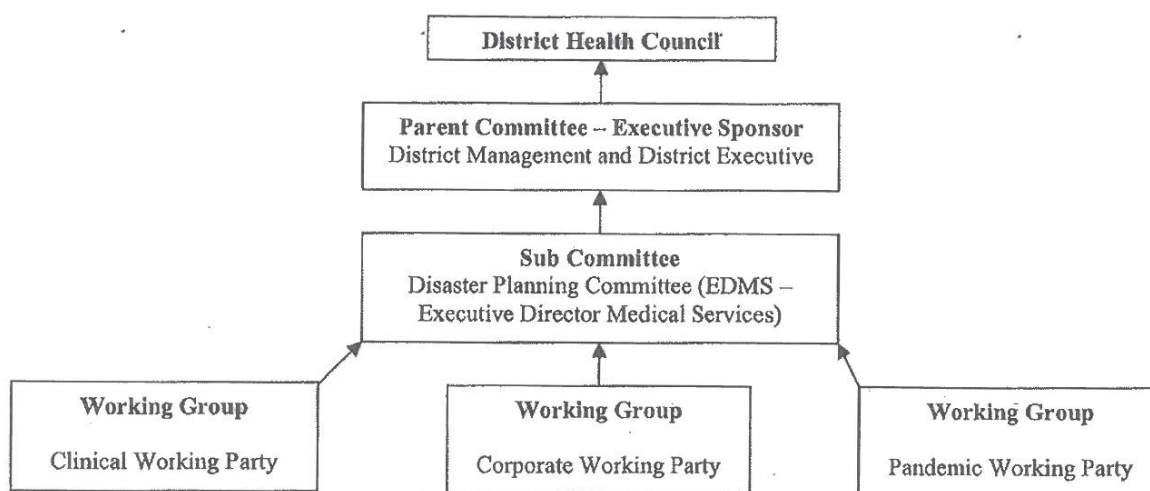 District Health Council
Parent Committee – Executive Sponsor
District Management and District Executive
Sub Committee
Disaster Planning Committee (EDMS –
Executive Director Medical Services)
Working Group
Clinical Working Party
Working Group
Corporate Working Party
Working Group
Pandemic Working Party